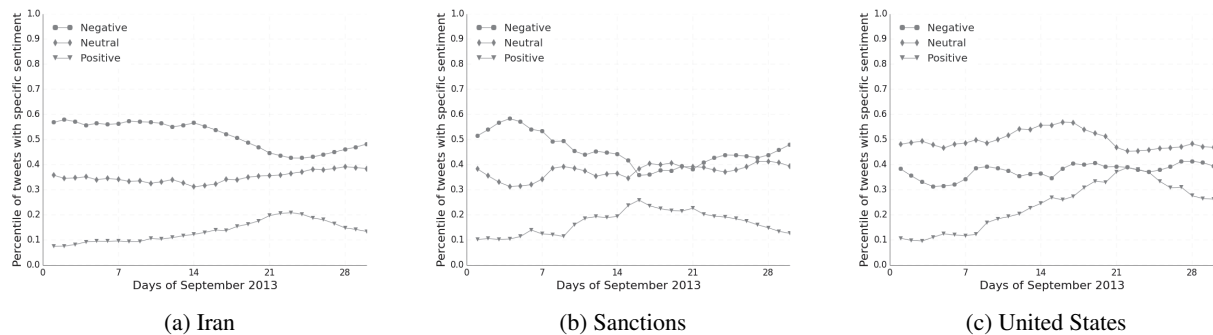 Percentile of tweets with specific sentiment
1.0
0.9
0.8
0.7
0.6
0.5
0.4
0.3
0.2
0.1
0.0
Negative
Neutral
Positive
0 7 14 21 28
Days of September 2013
(a) Iran
Percentile of tweets with specific sentiment
1.0
0.9
0.8
0.7
0.6
0.5
0.4
0.3
0.2
0.1
0.0
Negative
Neutral
Positive
0 7 14 21 28
Days of September 2013
(b) Sanctions
Percentile of tweets with specific sentiment
1.0
0.9
0.8
0.7
0.6
0.5
0.4
0.3
0.2
0.1
0.0
Negative
Neutral
Positive
0 7 14 21 28
Days of September 2013
(c) United States